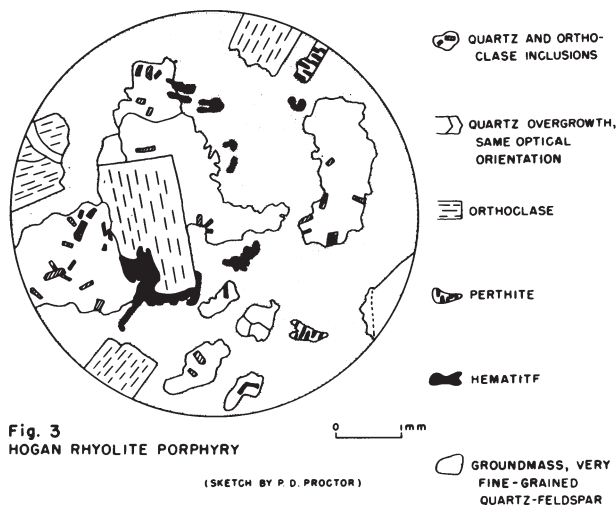 QUARTZ AND ORTHO-
CLASE INCLUSIONS
QUARTZ OVERGROWTH,
SAME OPTICAL
ORIENTATION
ORTHOCLASE
PERTHITE
HEMATITF
GROUNDMASS, VERY
FINE-GRAINED
QUARTZ-FELDSPAR
Fig. 3
HOGAN RHYOLITE PORPHYRY
0 1mm
(SKETCH BY P. D. PROCTOR)